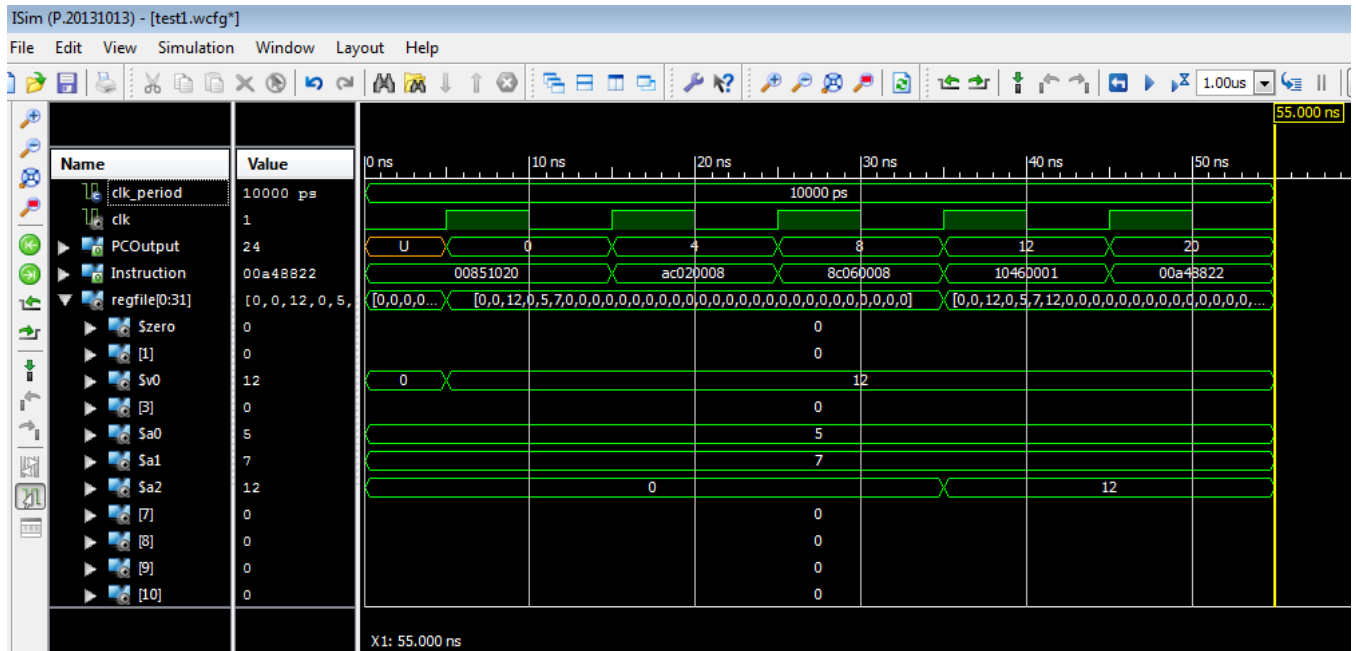 ISim (P.20131013) - [test1.wcfg*]
File Edit View Simulation Window Layout Help
1.00us
55.000 ns
Name Value 0 ns 10 ns 20 ns 30 ns 40 ns 50 ns
clk_period 10000 ps 10000 ps
clk 1
PCOutput 24 U 0 4 8 12 20
Instruction 00a48822 00851020 ac020008 8c060008 10460001 00a48822
regfile[0:31] [0,0,12,0,5, [0,0,0,0... [0,0,12,0,5,7,0,0,0,0,0,0,0,0,0,0,0,0,0,0,0,0,0,0,0,0,0,0,0,0,0,0] [0,0,12,0,5,7,12,0,0,0,0,0,0,0,0,0,0,0,0,0,...
$zero 0 0
[1] 0 0
$v0 12 0 12
[3] 0 0
$a0 5 5
$a1 7 7
$a2 12 0 12
[7] 0 0
[8] 0 0
[9] 0 0
[10] 0 0
X1: 55.000 ns